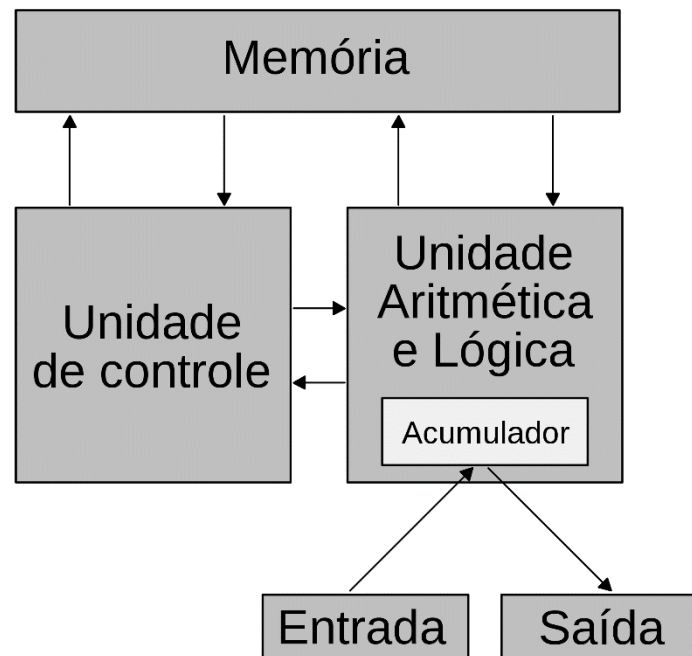 Memória
Unidade
de controle
Unidade
Aritmética
e Lógica
Acumulador
Entrada
Saída